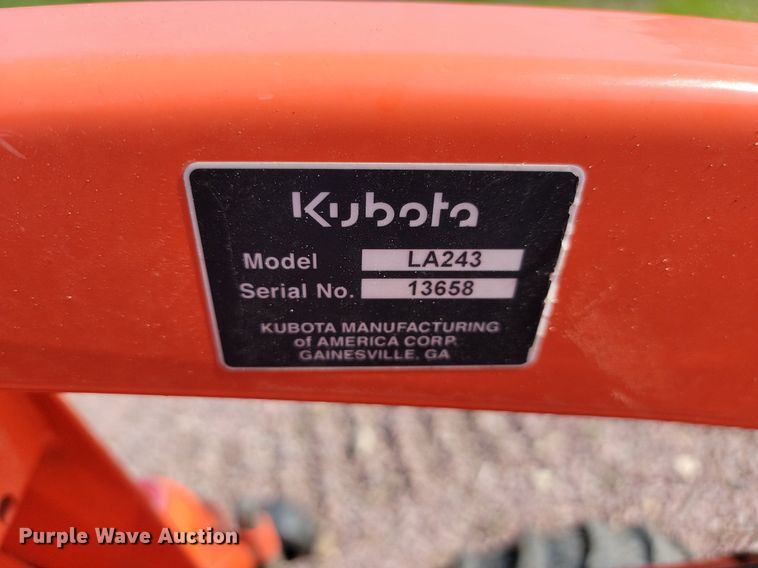 Kubota
Model LA243
Serial No. 13658
KUBOTA MANUFACTURING
of AMERICA CORP.
GAINESVILLE, GA
Purple Wave Auction